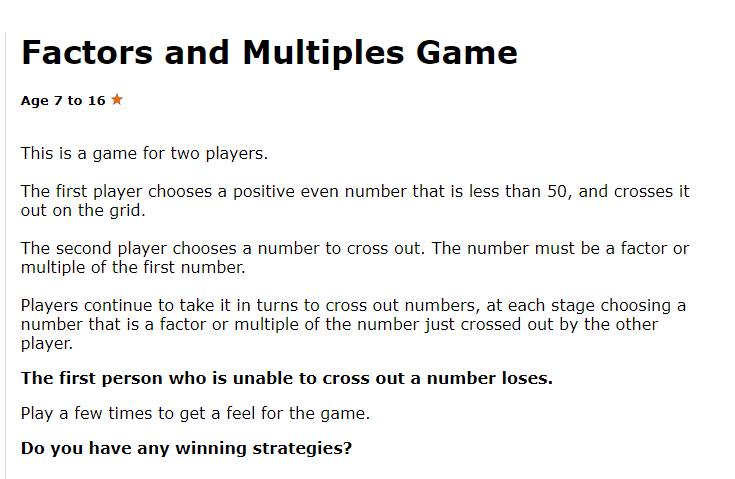 Factors and Multiples Game
Age 7 to 16
This is a game for two players.
The first player chooses a positive even number that is less than 50, and crosses it
out on the grid.
The second player chooses a number to cross out. The number must be a factor or
multiple of the first number.
Players continue to take it in turns to cross out numbers, at each stage choosing a
number that is a factor or multiple of the number just crossed out by the other
player.
The first person who is unable to cross out a number loses.
Play a few times to get a feel for the game.
Do you have any winning strategies?